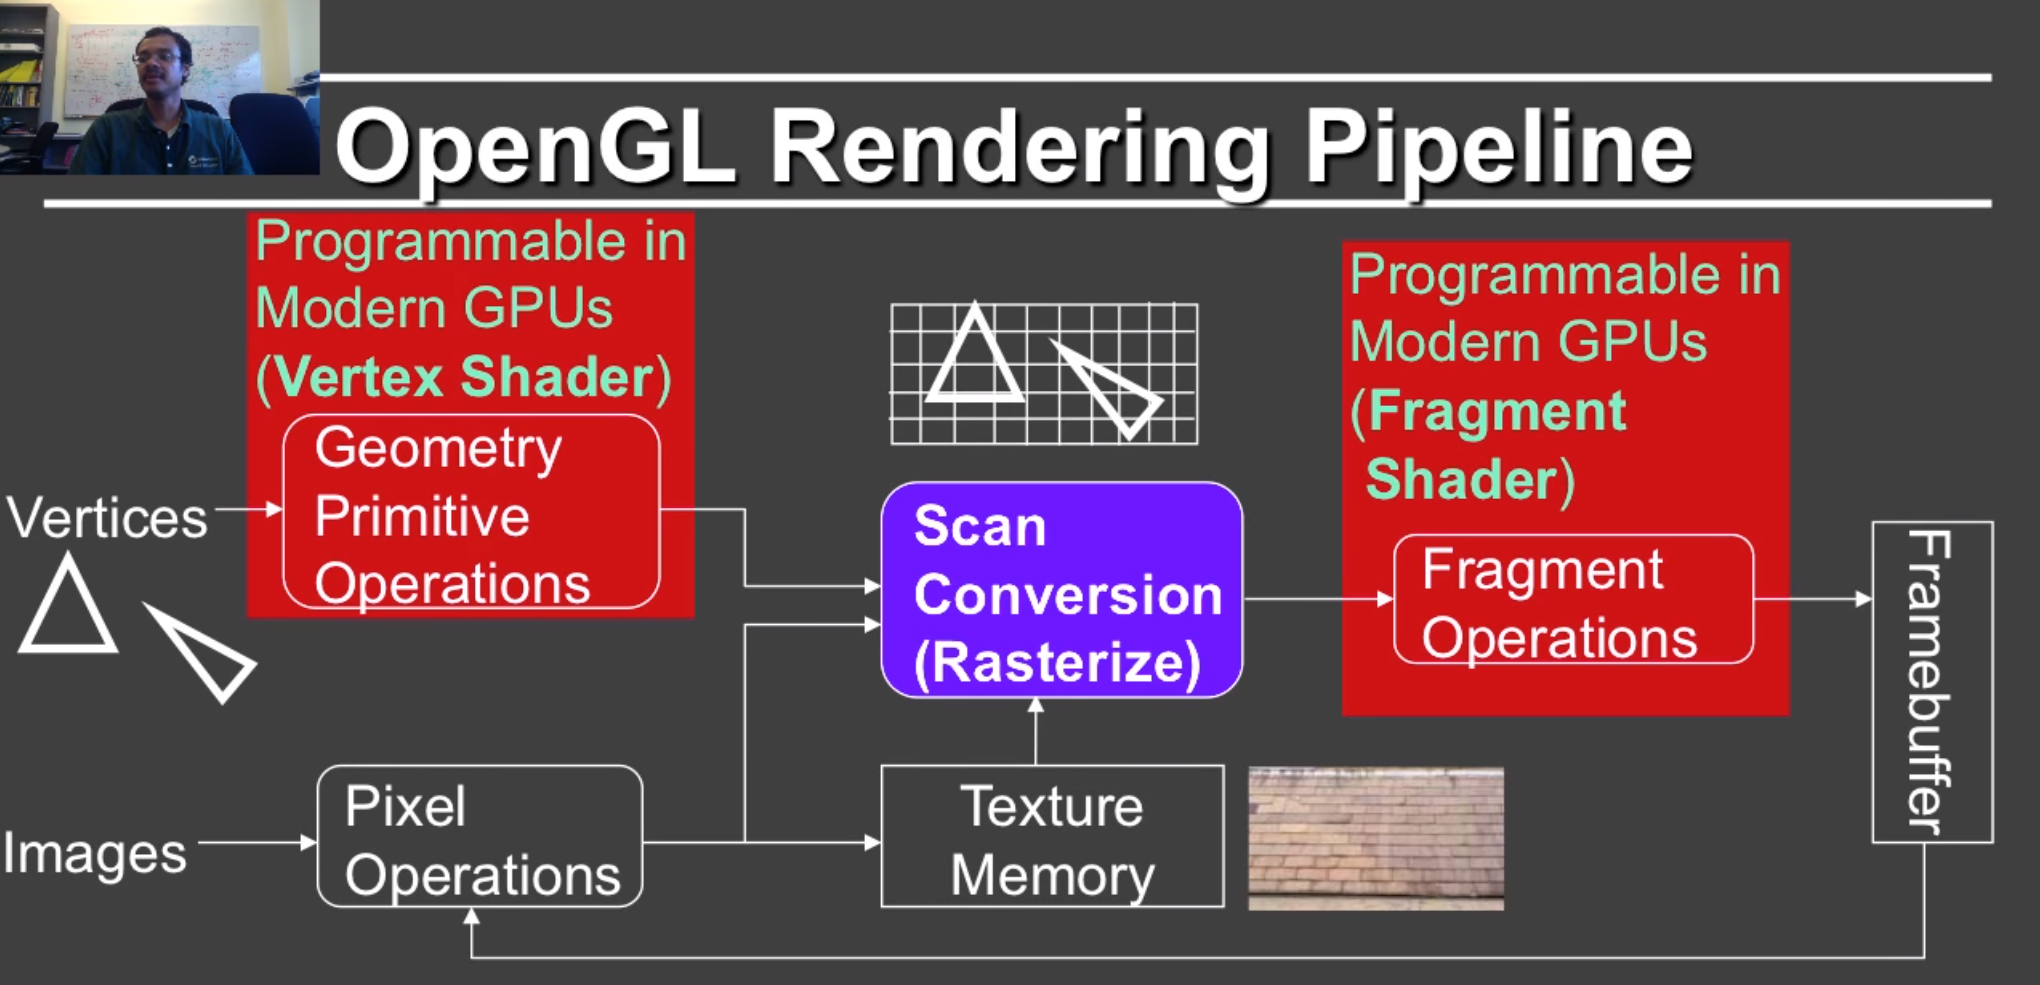 OpenGL Rendering Pipeline
Programmable in
Modern GPUs
(Vertex Shader)
Geometry
Primitive
Operations
Vertices
Scan
Conversion
(Rasterize)
Programmable in
Modern GPUs
(Fragment
Shader)
Fragment
Operations
Framebuffer
Images
Pixel
Operations
Texture
Memory